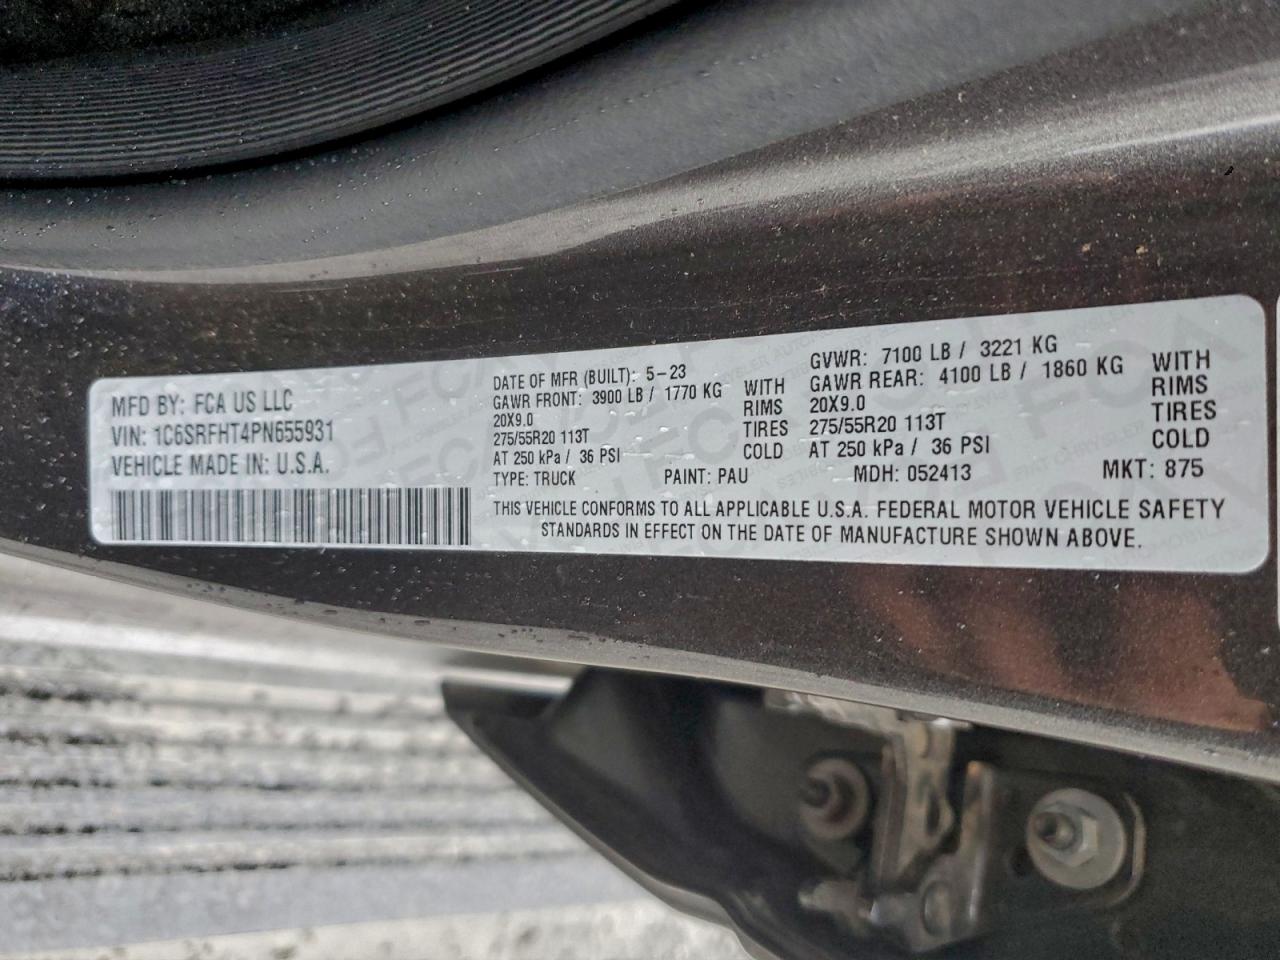 MFD BY: FCA US LLC
VIN: 1C6SRFHT4PN655931
VEHICLE MADE IN: U.S.A.
DATE OF MFR (BUILT): 5-23
GAWR FRONT: 3900 LB / 1770 KG WITH
20X9.0 RIMS
275/55R20 113T TIRES
AT 250 kPa / 36 PSI COLD
GVWR: 7100 LB / 3221 KG
GAWR REAR: 4100 LB / 1860 KG WITH
20X9.0 RIMS
275/55R20 113T TIRES
AT 250 kPa / 36 PSI COLD
TYPE: TRUCK PAINT: PAU MDH: 052413 MKT: 875
THIS VEHICLE CONFORMS TO ALL APPLICABLE U.S.A. FEDERAL MOTOR VEHICLE SAFETY
STANDARDS IN EFFECT ON THE DATE OF MANUFACTURE SHOWN ABOVE.